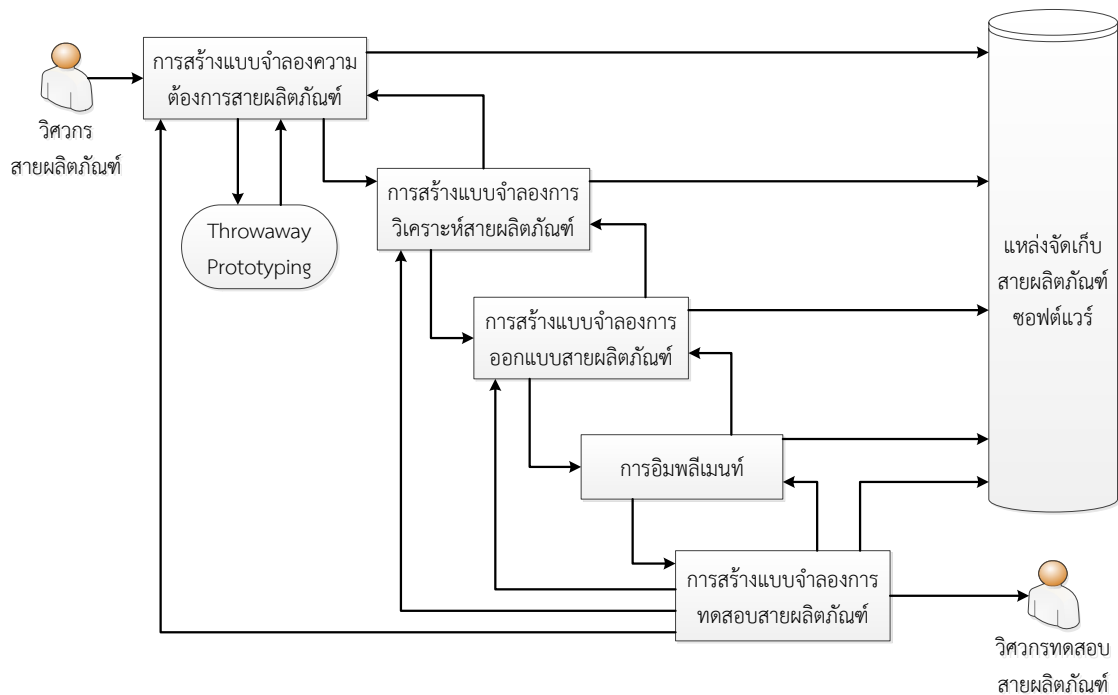 การสร้างแบบจำลองความ
ต้องการสายผลิตภัณฑ์
วิศวกร
สายผลิตภัณฑ์
การสร้างแบบจำลองการ
วิเคราะห์สายผลิตภัณฑ์
Throwaway
Prototyping
แหล่งจัดเก็บ
สายผลิตภัณฑ์
ซอฟต์แวร์
การสร้างแบบจำลองการ
ออกแบบสายผลิตภัณฑ์
การอิมพลีเมนท์
การสร้างแบบจำลองการ
ทดสอบสายผลิตภัณฑ์
วิศวกรทดสอบ
สายผลิตภัณฑ์